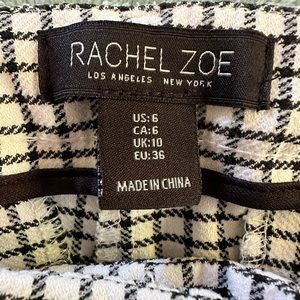 RACHEL ZOE
LOS ANGELES NEW YORK
US: 6
CA: 6
UK: 10
EU: 36
MADE IN CHINA